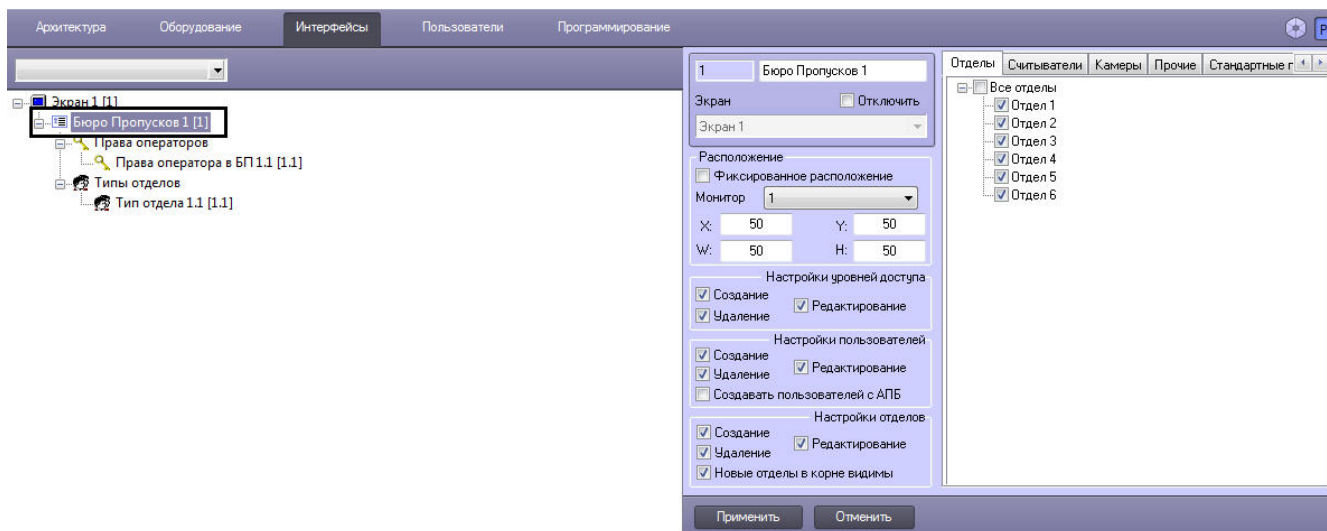 Архитектура Оборудование Интерфейсы Пользователи Программирование
P
Экран 1 [1]
Бюро Пропусков 1 [1]
Права операторов
Права оператора в БП 1.1 [1.1]
Типы отделов
Тип отдела 1.1 [1.1]
1 Бюро Пропусков 1
Экран Отключить
Экран 1
Расположение
Фиксированное расположение
Монитор 1
X: 50 Y: 50
W: 50 H: 50
Настройки уровней доступа
Создание
Редактирование
Удаление
Настройки пользователей
Создание
Редактирование
Удаление
Создавать пользователей с АПБ
Настройки отделов
Создание
Редактирование
Удаление
Новые отделы в корне видимы
Применить Отменить
Отделы Считыватели Камеры Прочие Стандартные г
Все отделы
Отдел 1
Отдел 2
Отдел 3
Отдел 4
Отдел 5
Отдел 6